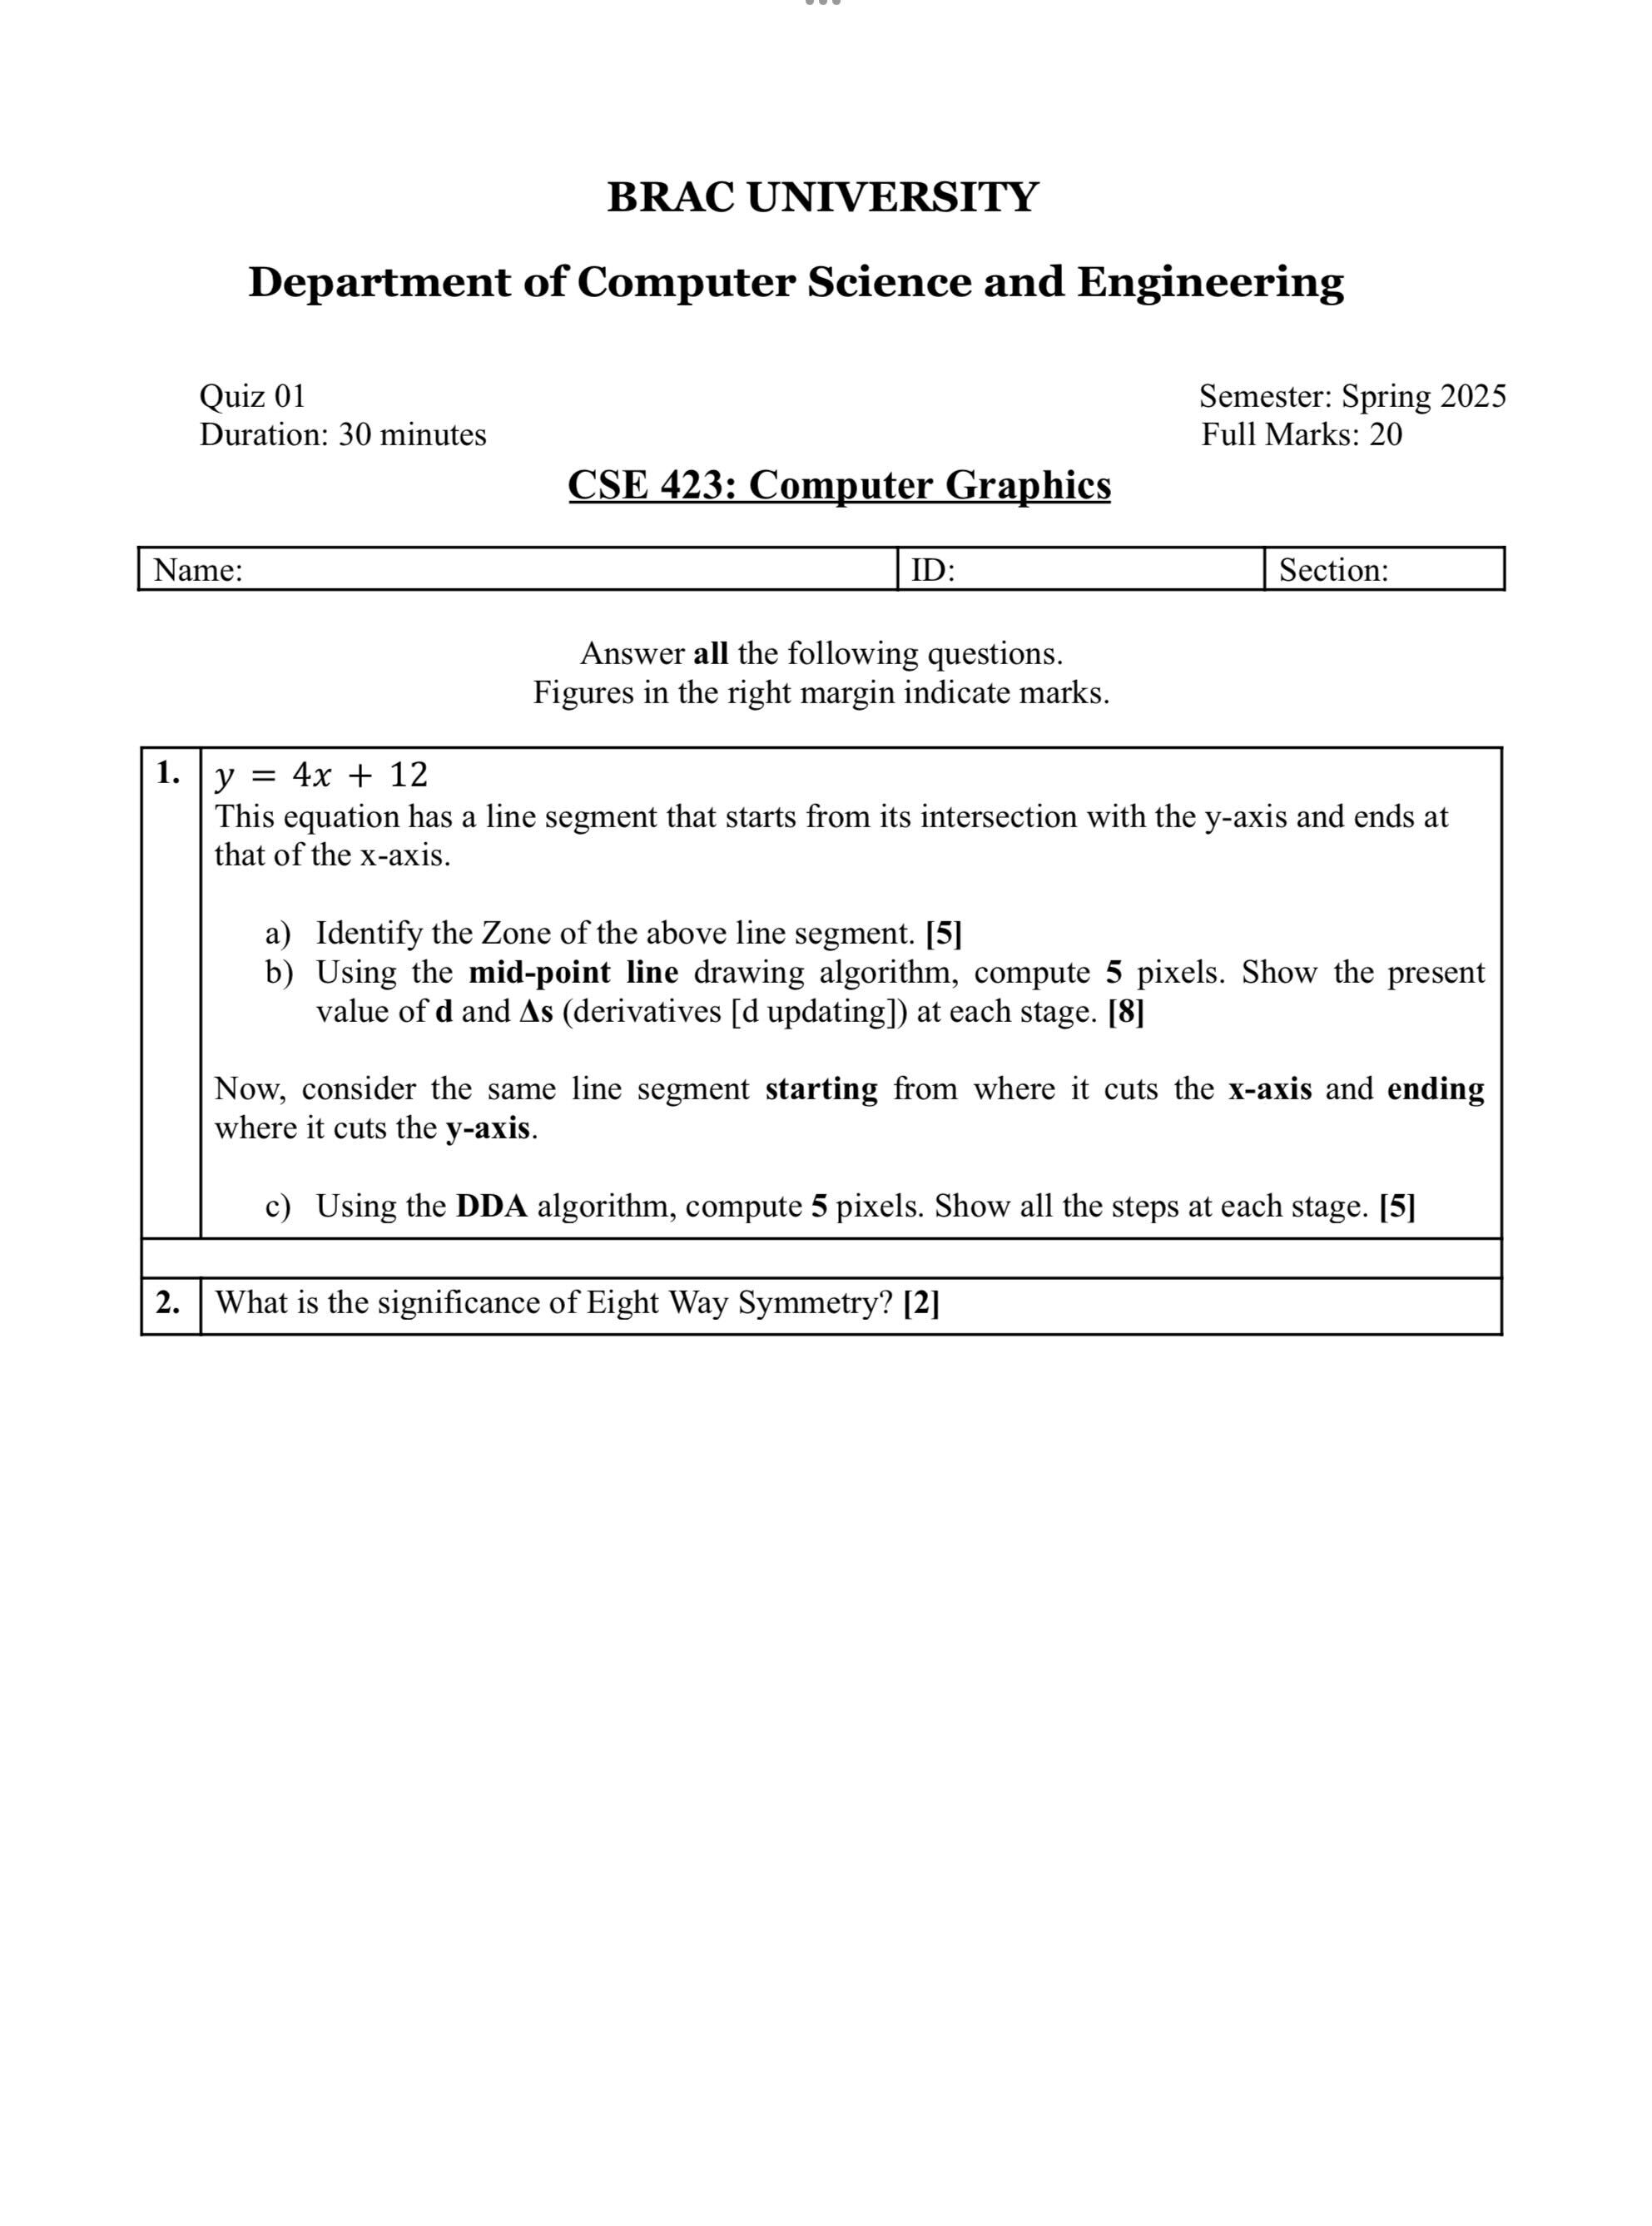 BRAC UNIVERSITY
Department of Computer Science and Engineering
Quiz 01
Semester: Spring 2025
Duration: 30 minutes
Full Marks: 20
CSE 423: Computer Graphics
Name:
ID:
Section:
Answer all the following questions.
Figures in the right margin indicate marks.
1. y = 4x + 12
This equation has a line segment that starts from its intersection with the y-axis and ends at
that of the x-axis.
a) Identify the Zone of the above line segment. [5]
b) Using the mid-point line drawing algorithm, compute 5 pixels. Show the present
value of d and Δs (derivatives [d updating]) at each stage. [8]
Now, consider the same line segment starting from where it cuts the x-axis and ending
where it cuts the y-axis.
c) Using the DDA algorithm, compute 5 pixels. Show all the steps at each stage. [5]
2. What is the significance of Eight Way Symmetry? [2]